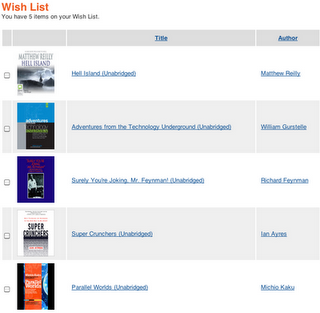 Wish List
You have 5 items on your Wish List.
Title Author
MATTHEW REILLY
HELL ISLAND
Hell Island (Unabridged) Matthew Reilly
adventures
Adventures from the Technology Underground (Unabridged) William Gurstelle
Surely You're Joking, Mr. Feynman! (Unabridged) Richard Feynman
SUPER
CRUNCHERS
Super Crunchers (Unabridged) Ian Ayres
Parallel
Worlds
Parallel Worlds (Unabridged) Michio Kaku